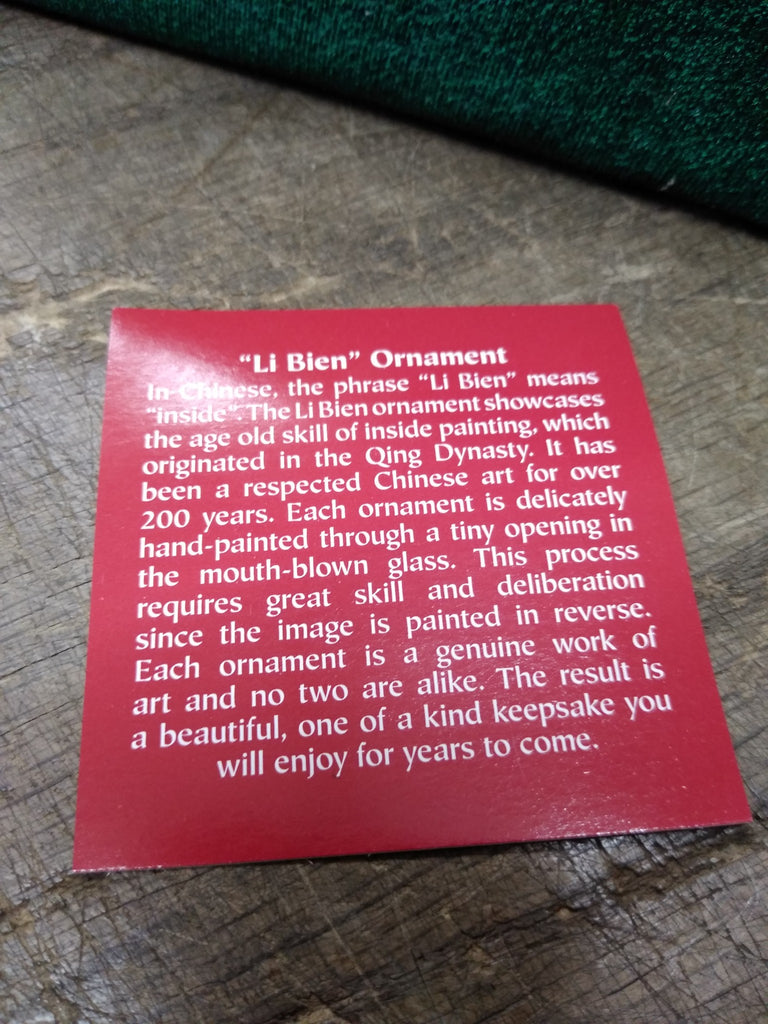 “Li Bien” Ornament
In Chinese, the phrase “Li Bien” means
“inside”. The Li Bien ornament showcases
the age old skill of inside painting, which
originated in the Qing Dynasty. It has
been a respected Chinese art for over
200 years. Each ornament is delicately
hand-painted through a tiny opening in
the mouth-blown glass. This process
requires great skill and deliberation
since the image is painted in reverse.
Each ornament is a genuine work of
art and no two are alike. The result is
a beautiful, one of a kind keepsake you
will enjoy for years to come.